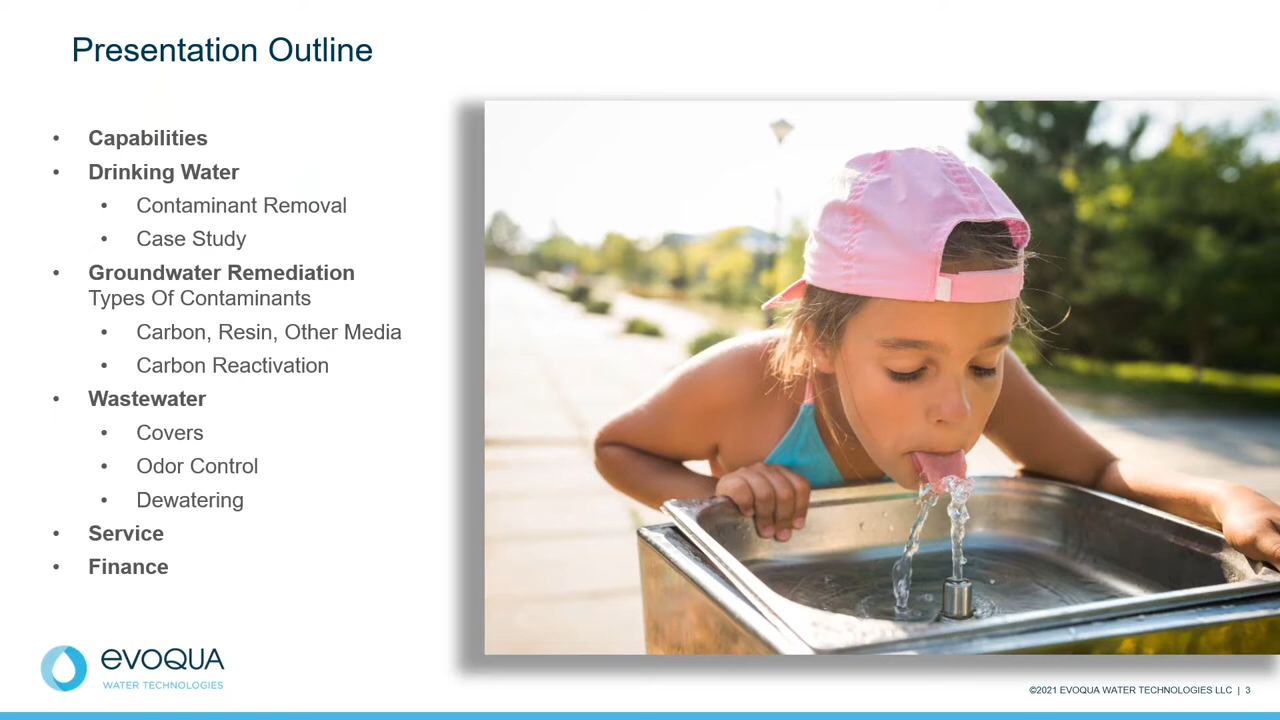 Presentation Outline
• Capabilities
• Drinking Water
• Contaminant Removal
• Case Study
• Groundwater Remediation
Types Of Contaminants
• Carbon, Resin, Other Media
• Carbon Reactivation
• Wastewater
• Covers
• Odor Control
• Dewatering
• Service
• Finance
evoQUA
WATER TECHNOLOGIES
©2021 EVOQUA WATER TECHNOLOGIES LLC | 3